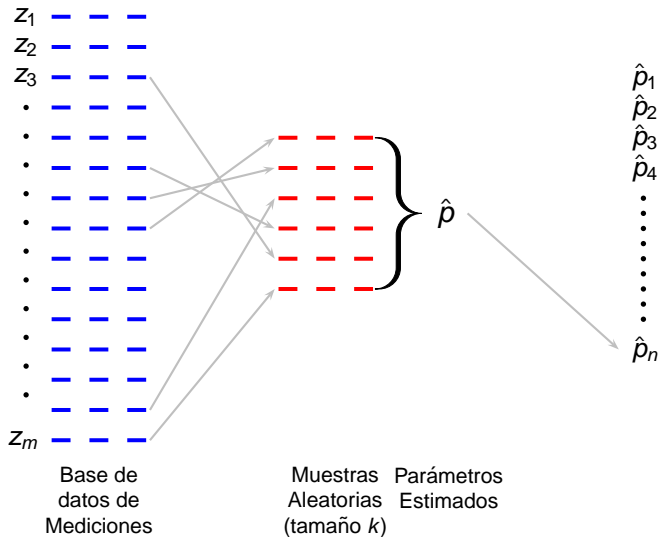 z₁
z₂
z₃
zₘ
p̂
p̂₁
p̂₂
p̂₃
p̂₄
p̂ₙ
Base de
datos de
Mediciones
Muestras
Aleatorias
(tamaño k)
Parámetros
Estimados